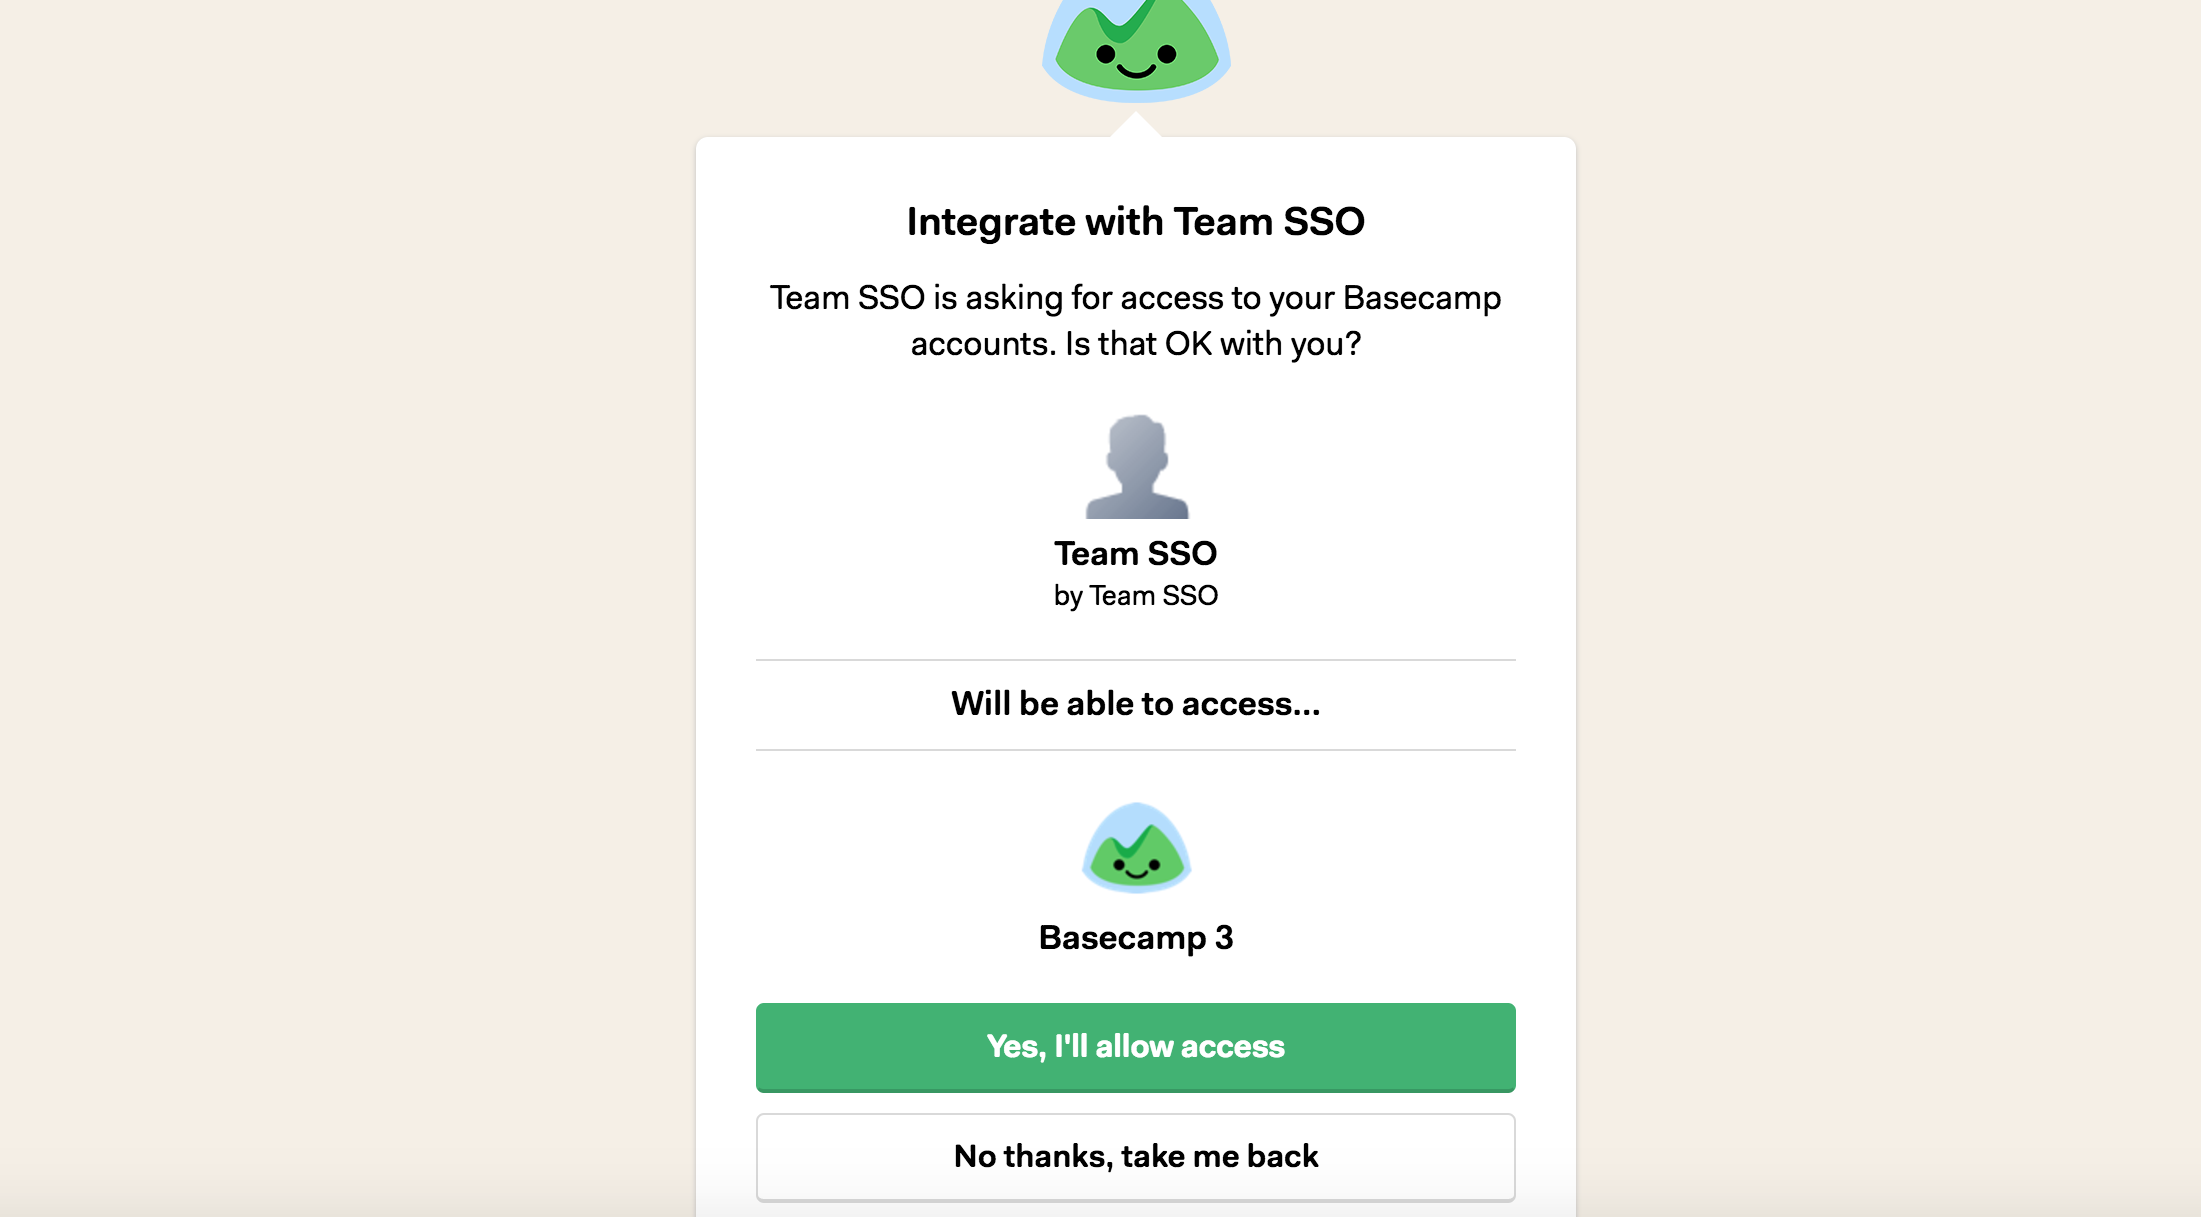 Integrate with Team SSO
Team SSO is asking for access to your Basecamp
accounts. Is that OK with you?
Team SSO
by Team SSO
Will be able to access...
Basecamp 3
Yes, I'll allow access
No thanks, take me back